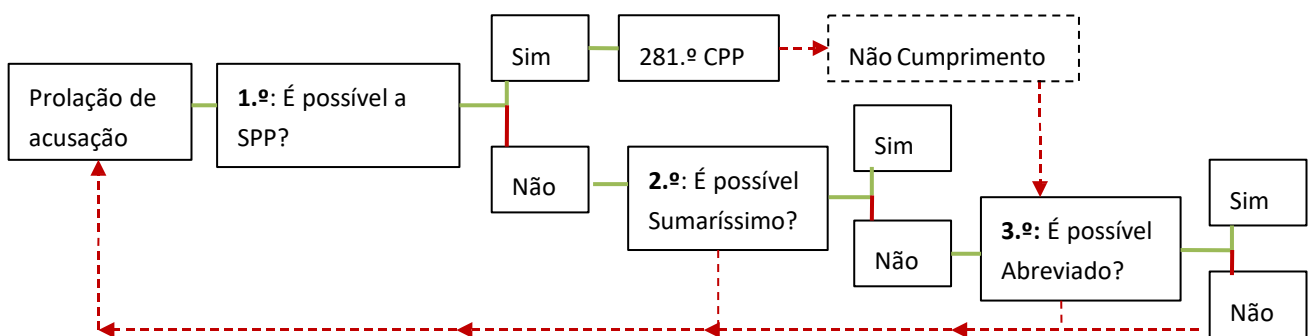 Prolação de
acusação
1.º: É possível a
SPP?
Sim
281.º CPP
Não Cumprimento
Não
2.º: É possível
Sumaríssimo?
Sim
Não
3.º: É possível
Abreviado?
Sim
Não